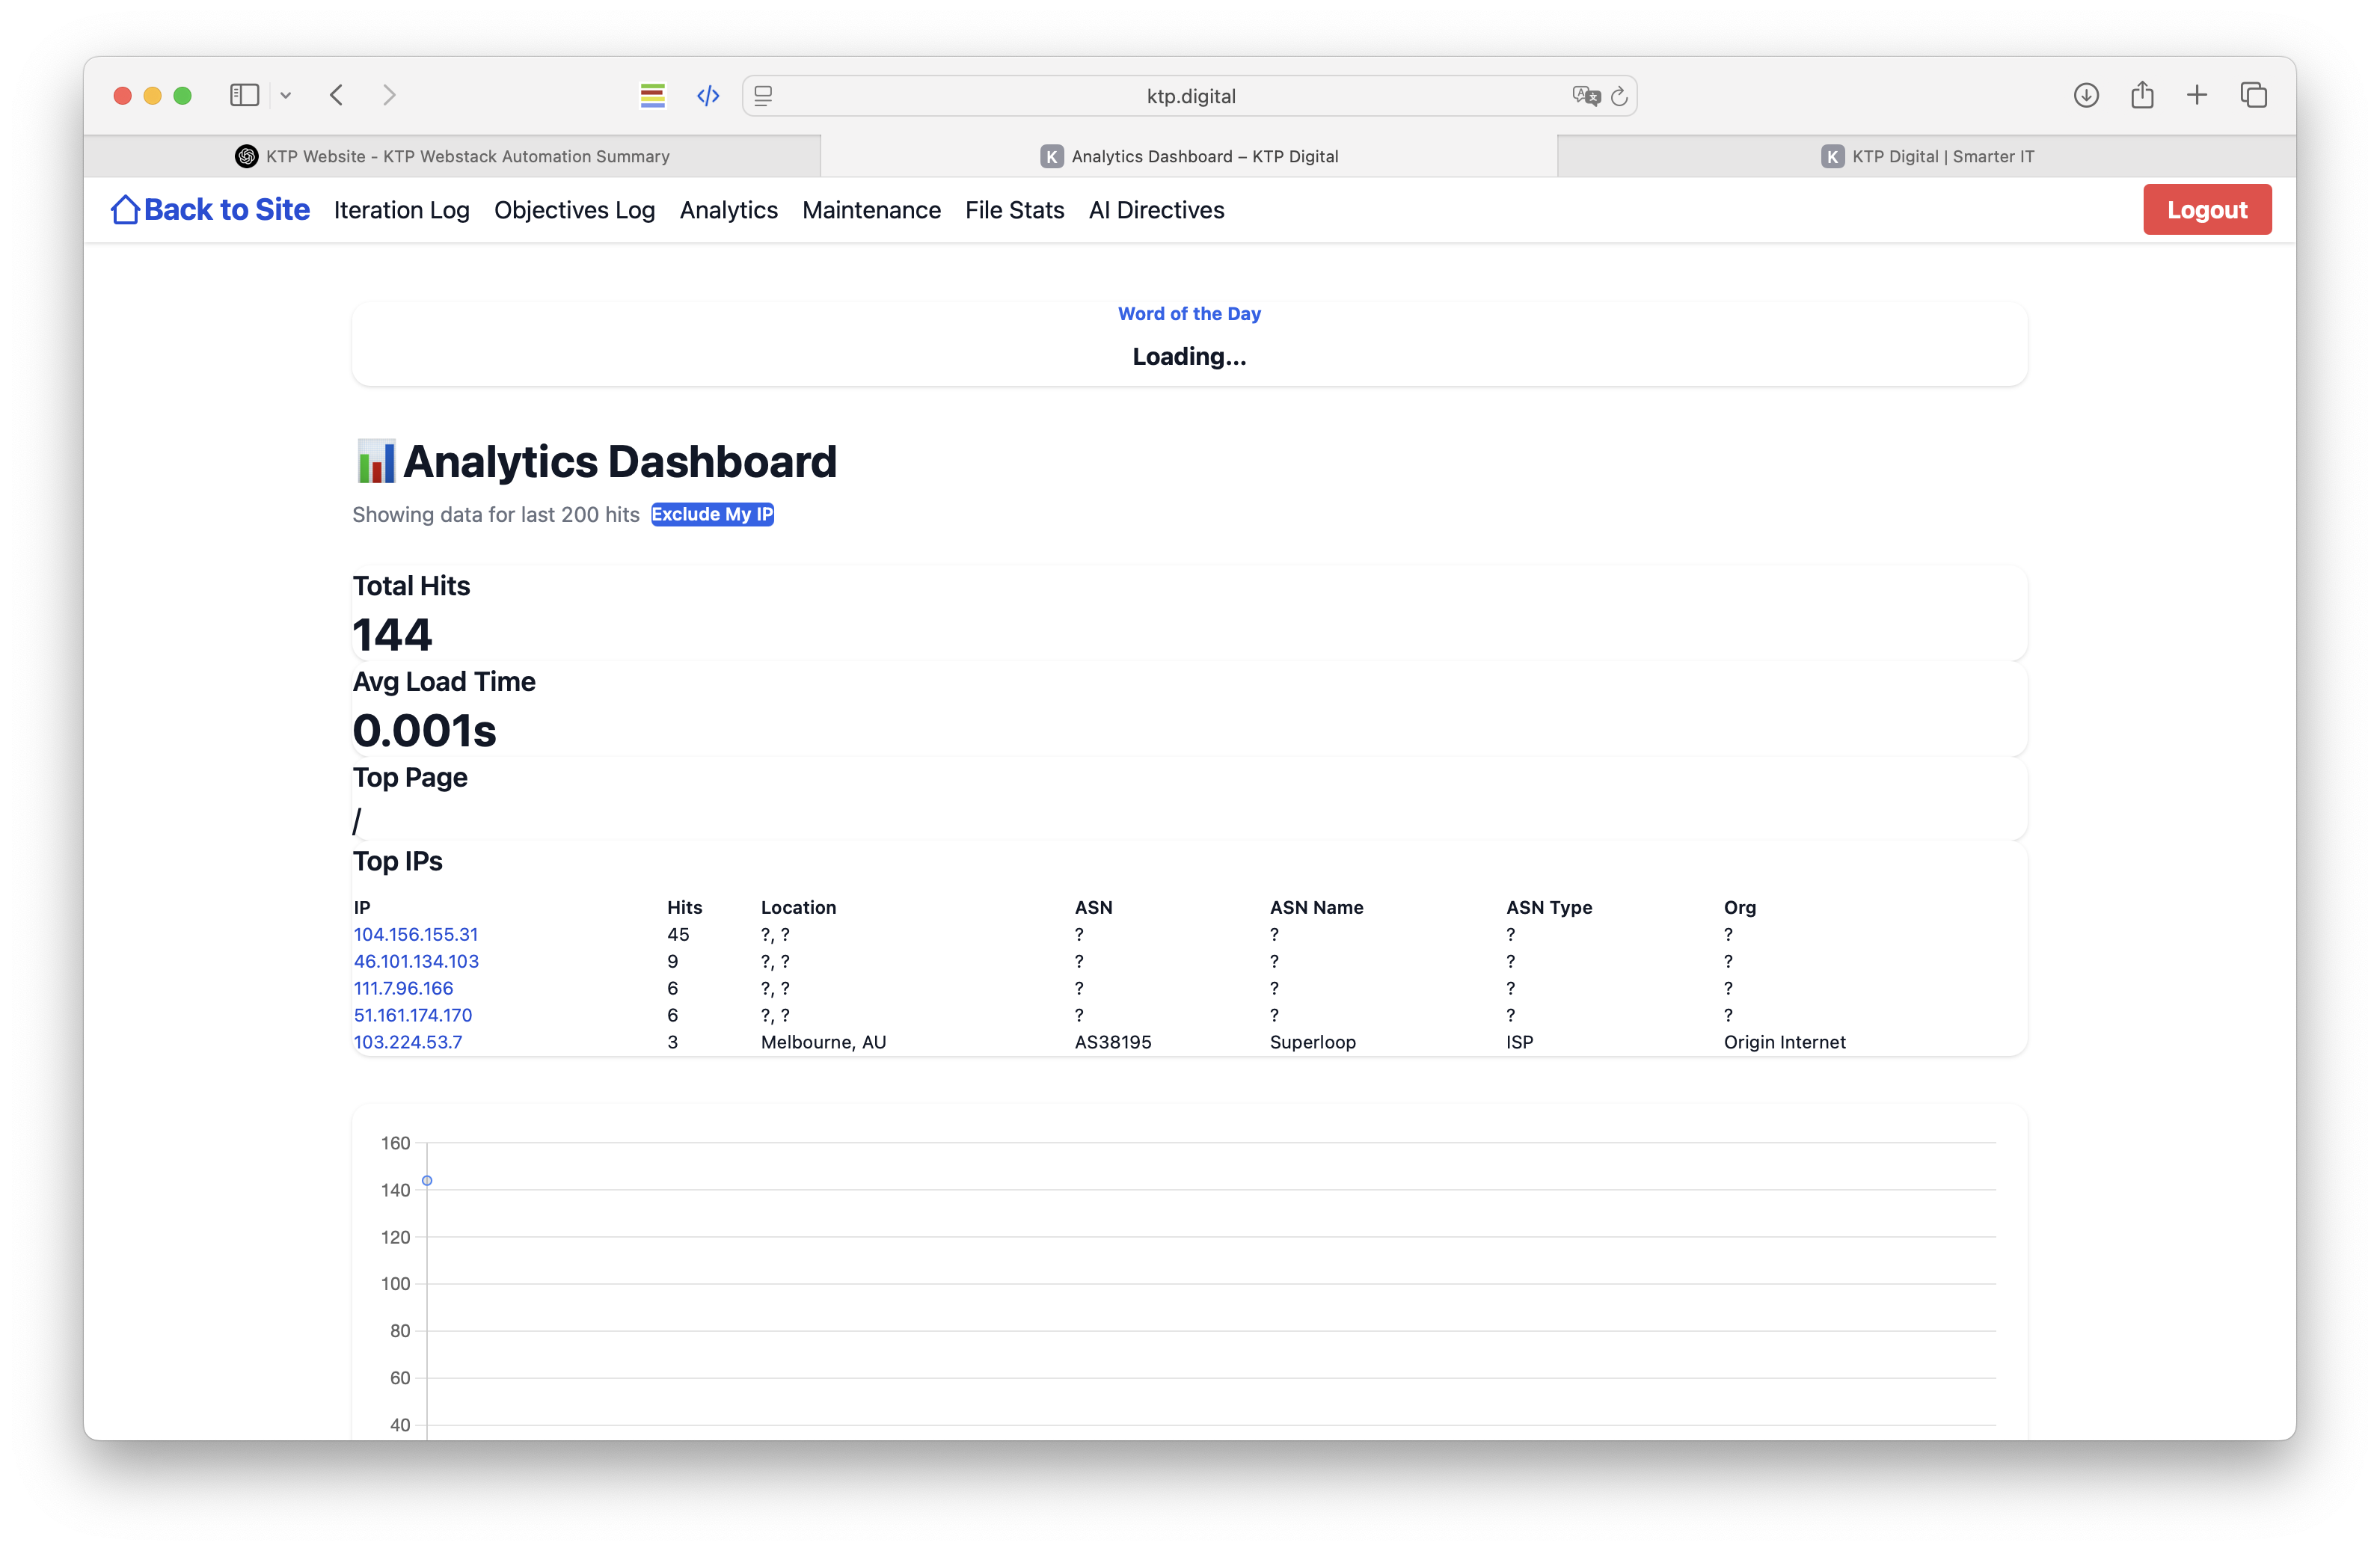 ktp.digital
KTP Website - KTP Webstack Automation Summary
K Analytics Dashboard – KTP Digital
K KTP Digital | Smarter IT
Back to Site Iteration Log Objectives Log Analytics Maintenance File Stats AI Directives Logout
Word of the Day
Loading...
Analytics Dashboard
Showing data for last 200 hits Exclude My IP
Total Hits
144
Avg Load Time
0.001s
Top Page
/
Top IPs
IP Hits Location ASN ASN Name ASN Type Org
104.156.155.31 45 ?, ? ? ? ? ?
46.101.134.103 9 ?, ? ? ? ? ?
111.7.96.166 6 ?, ? ? ? ? ?
51.161.174.170 6 ?, ? ? ? ? ?
103.224.53.7 3 Melbourne, AU AS38195 Superloop ISP Origin Internet
160
140
120
100
80
60
40